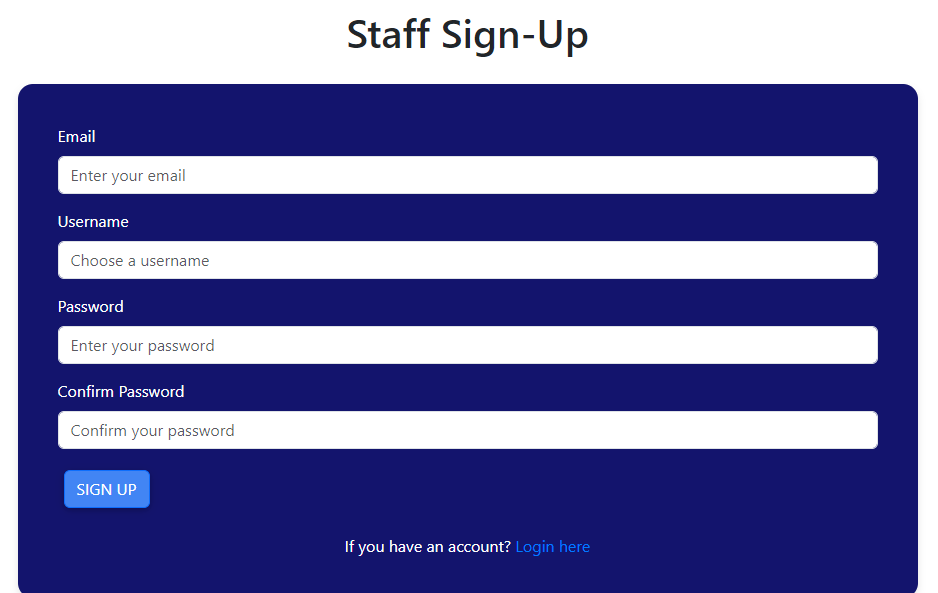 Staff Sign-Up
Email
Enter your email
Username
Choose a username
Password
Enter your password
Confirm Password
Confirm your password
SIGN UP
If you have an account? Login here